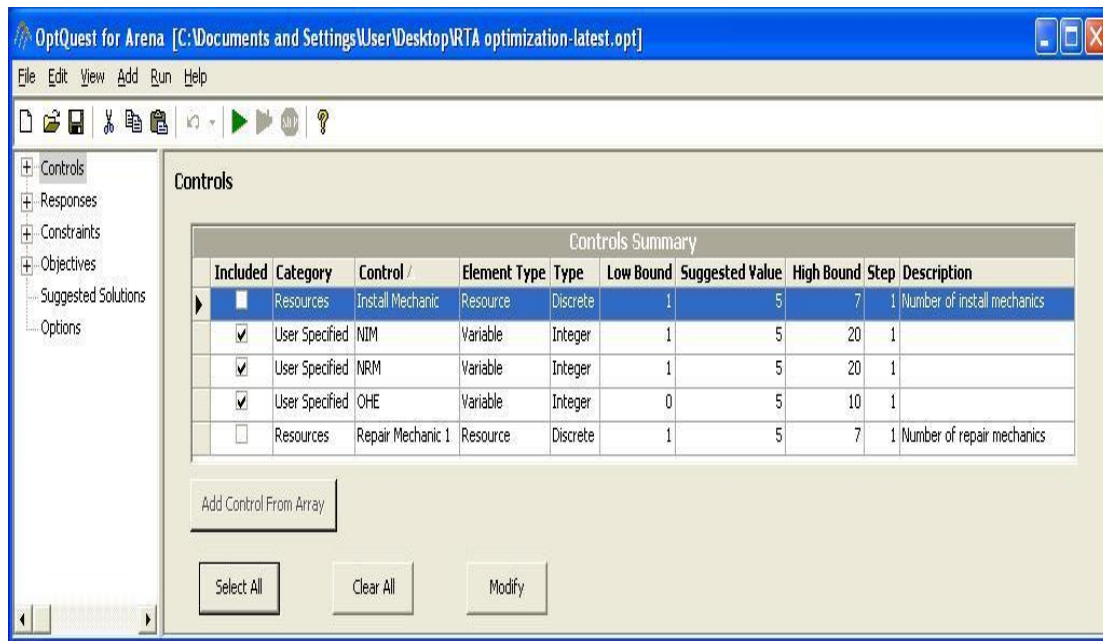 OptQuest for Arena [C:\Documents and Settings\User\Desktop\RTA optimization-latest.opt]
File Edit View Add Run Help
Controls
Responses
Constraints
Objectives
Suggested Solutions
Options
Controls
Controls Summary
Included Category Control / Element Type Type Low Bound Suggested Value High Bound Step Description
Resources Install Mechanic Resource Discrete 1 5 7 1 Number of install mechanics
User Specified NIM Variable Integer 1 5 20 1
User Specified NRM Variable Integer 1 5 20 1
User Specified OHE Variable Integer 0 5 10 1
Resources Repair Mechanic 1 Resource Discrete 1 5 7 1 Number of repair mechanics
Add Control From Array
Select All Clear All Modify